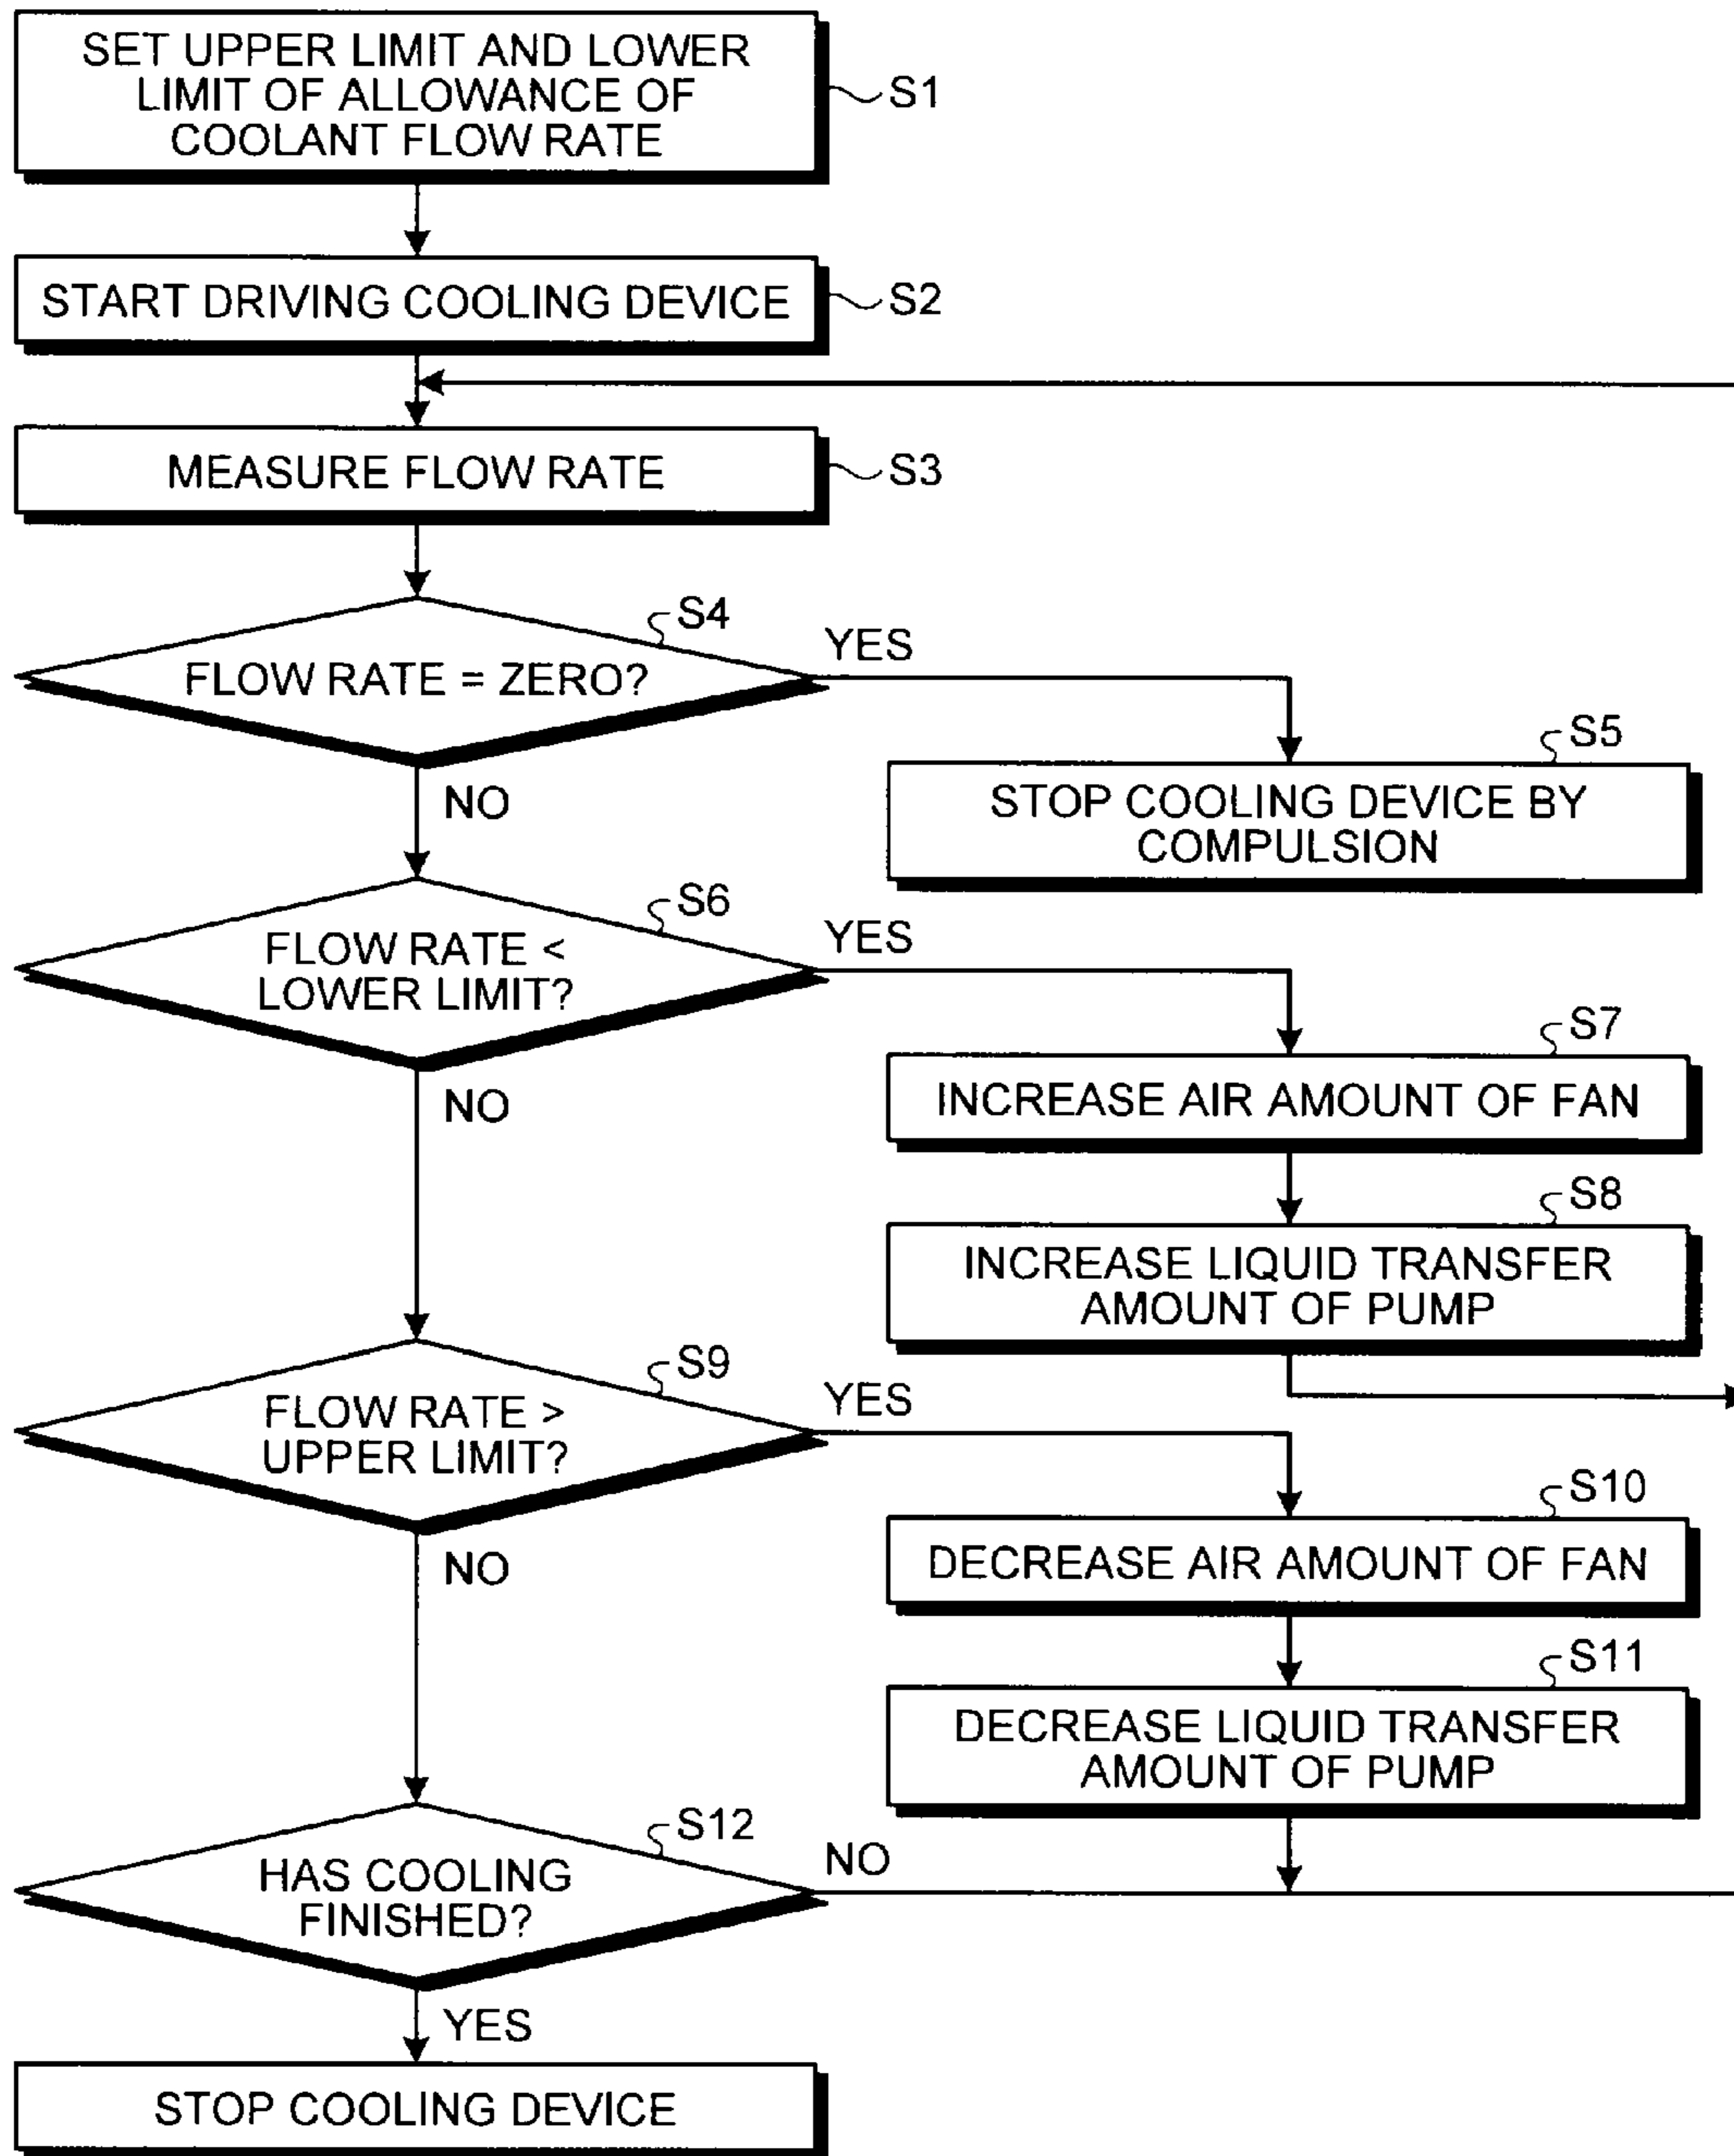 SET UPPER LIMIT AND LOWER
LIMIT OF ALLOWANCE OF
COOLANT FLOW RATE
S1
START DRIVING COOLING DEVICE
S2
MEASURE FLOW RATE
S3
S4
FLOW RATE = ZERO?
YES
NO
S5
STOP COOLING DEVICE BY
COMPULSION
S6
FLOW RATE <
LOWER LIMIT?
YES
NO
S7
INCREASE AIR AMOUNT OF FAN
S8
INCREASE LIQUID TRANSFER
AMOUNT OF PUMP
S9
FLOW RATE >
UPPER LIMIT?
YES
NO
S10
DECREASE AIR AMOUNT OF FAN
S11
DECREASE LIQUID TRANSFER
AMOUNT OF PUMP
S12
HAS COOLING
FINISHED?
NO
YES
STOP COOLING DEVICE